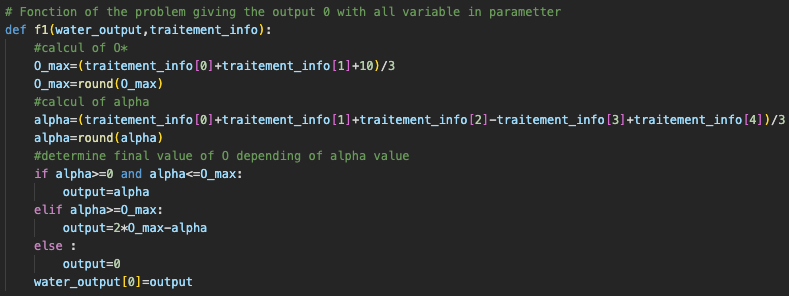 # Fonction of the problem giving the output 0 with all variable in parametter
def f1(water_output,traitement_info):
    #calcul of O*
    O_max=(traitement_info[0]+traitement_info[1]+10)/3
    O_max=round(O_max)
    #calcul of alpha
    alpha=(traitement_info[0]+traitement_info[1]+traitement_info[2]-traitement_info[3]+traitement_info[4])/3
    alpha=round(alpha)
    #determine final value of O depending of alpha value
    if alpha>=0 and alpha<=O_max:
        output=alpha
    elif alpha>=O_max:
        output=2*O_max-alpha
    else :
        output=0
    water_output[0]=output